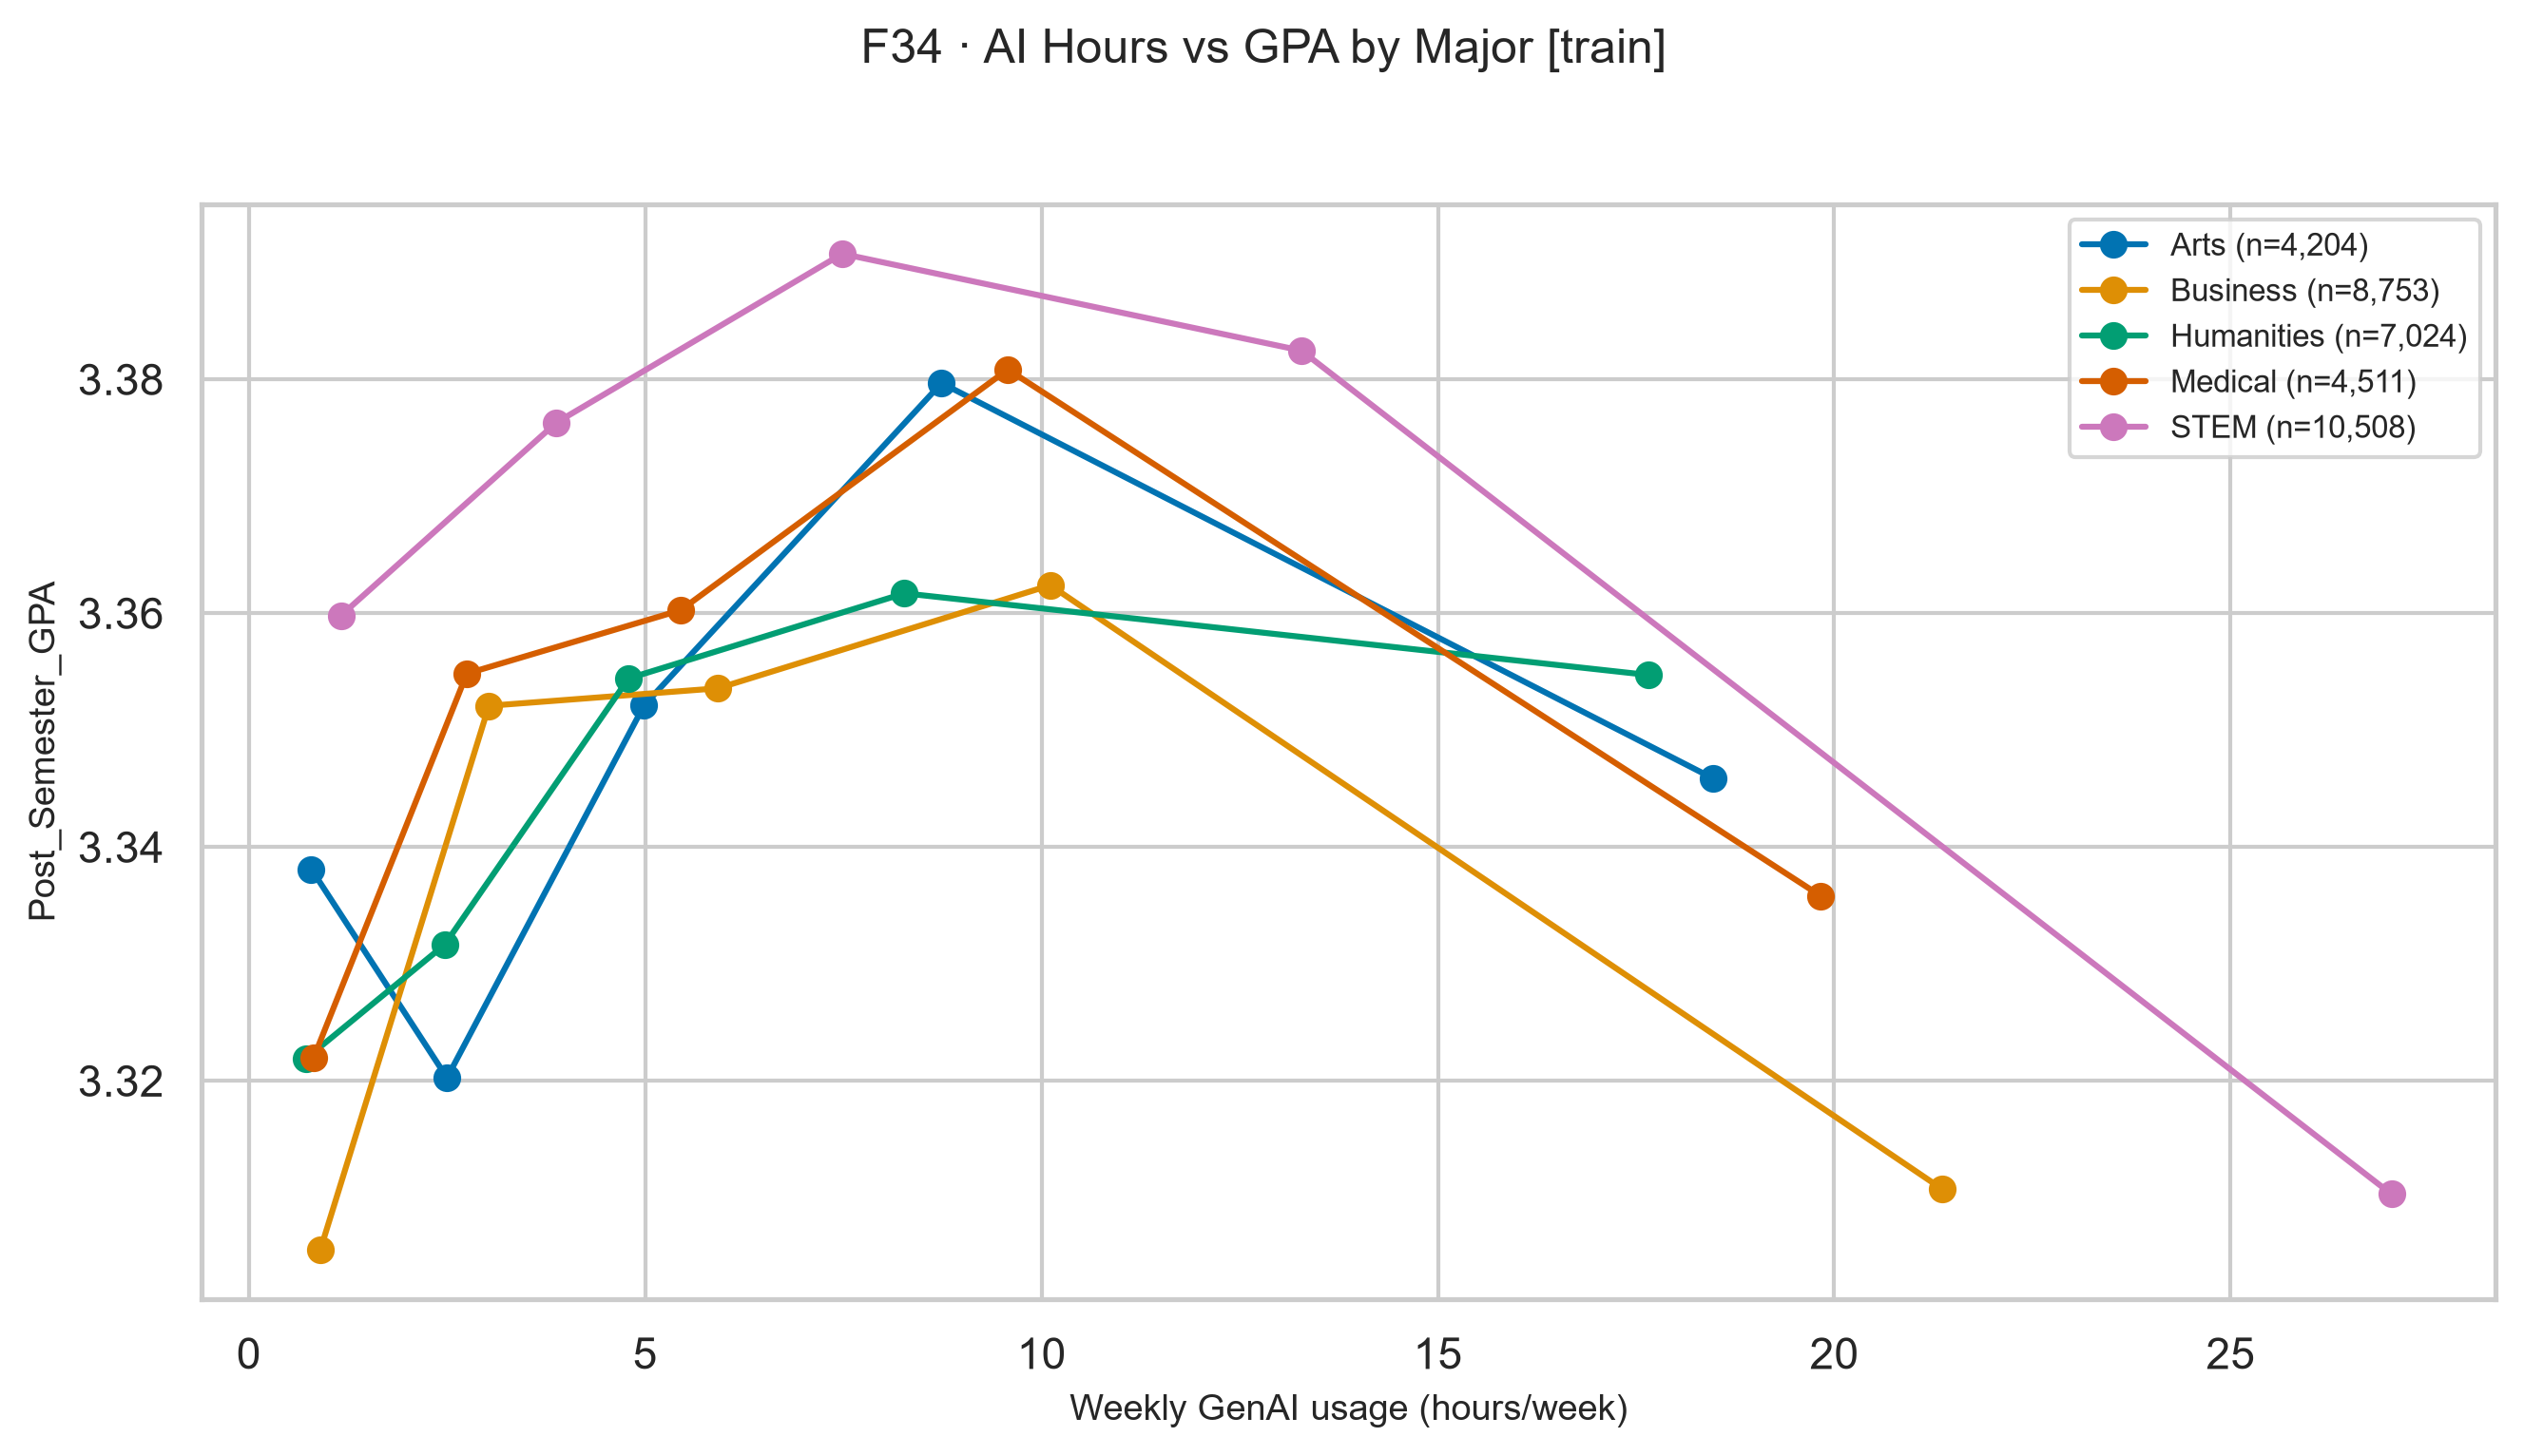 F34 · AI Hours vs GPA by Major [train]
Arts (n=4,204)
Business (n=8,753)
Humanities (n=7,024)
Medical (n=4,511)
STEM (n=10,508)
Post_Semester_GPA
3.38
3.36
3.34
3.32
0 5 10 15 20 25
Weekly GenAI usage (hours/week)